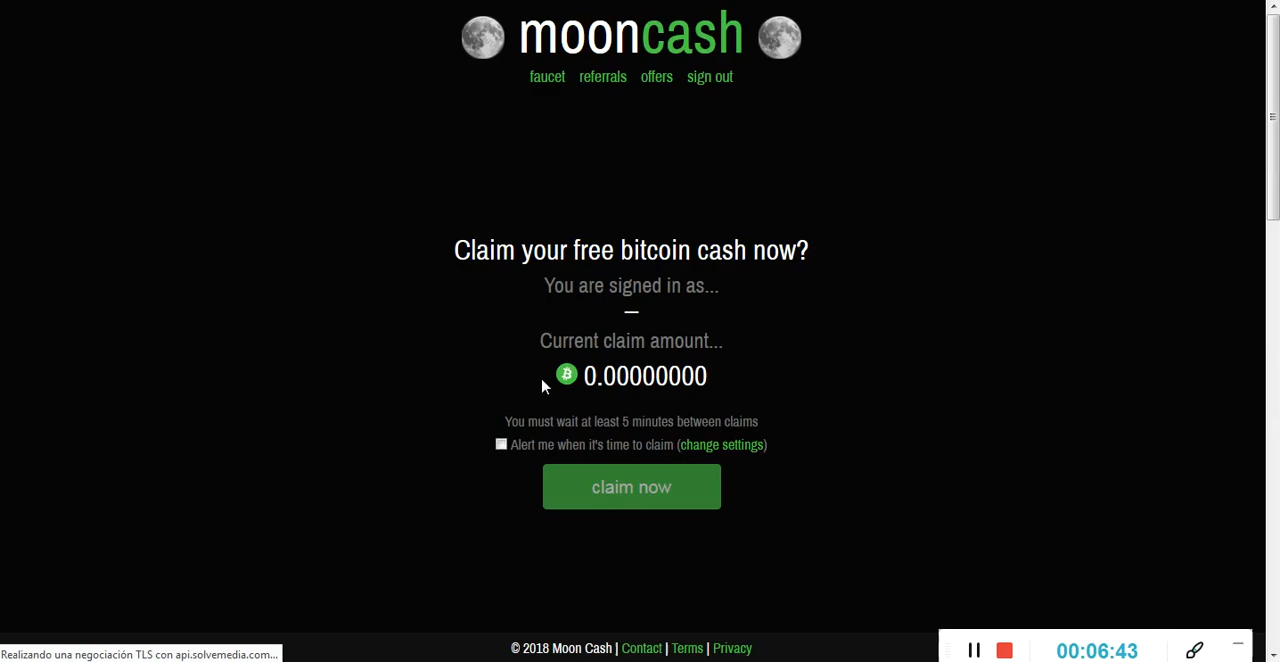 mooncash
faucet referrals offers sign out
Claim your free bitcoin cash now?
You are signed in as...
—
Current claim amount...
0.00000000
You must wait at least 5 minutes between claims
Alert me when it's time to claim (change settings)
claim now
© 2018 Moon Cash | Contact | Terms | Privacy
Realizando una negociación TLS con api.solvemedia.com...
00:06:43